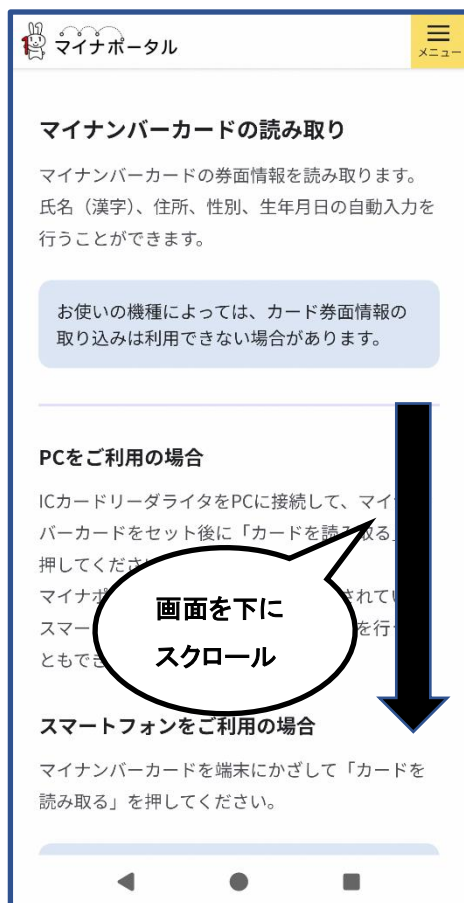 マイナポータル
メニュー
マイナンバーカードの読み取り
マイナンバーカードの券面情報を読み取ります。
氏名（漢字）、住所、性別、生年月日の自動入力を
行うことができます。
お使いの機種によっては、カード券面情報の
取り込みは利用できない場合があります。
PCをご利用の場合
ICカードリーダライタをPCに接続して、マイ
バーカードをセット後に「カードを読み取る」
押してくださ
マイナポ
されてい
スマー
を行
ともでき
画面を下に
スクロール
スマートフォンをご利用の場合
マイナンバーカードを端末にかざして「カードを
読み取る」を押してください。